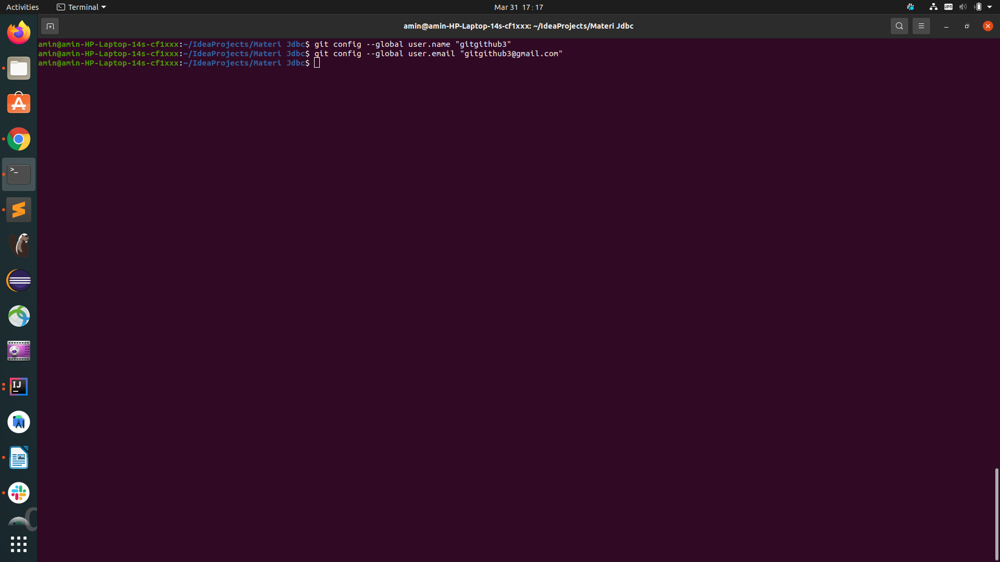 Activities
Terminal
Mar 31 17:17
VPN
amin@amin-HP-Laptop-14s-cf1xxx: ~/IdeaProjects/Materi Jdbc
amin@amin-HP-Laptop-14s-cf1xxx:~/IdeaProjects/Materi Jdbc$ git config --global user.name "gitgithub3"
amin@amin-HP-Laptop-14s-cf1xxx:~/IdeaProjects/Materi Jdbc$ git config --global user.email "gitgithub3@gmail.com"
amin@amin-HP-Laptop-14s-cf1xxx:~/IdeaProjects/Materi Jdbc$
>_
IJ